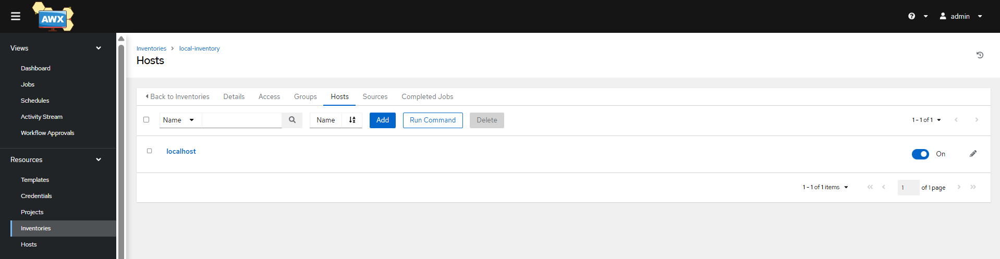 AWX
admin
Views
Dashboard
Jobs
Schedules
Activity Stream
Workflow Approvals
Resources
Templates
Credentials
Projects
Inventories
Hosts
Inventories > local-inventory
Hosts
Back to Inventories Details Access Groups Hosts Sources Completed Jobs
Name Name Add Run Command Delete 1 - 1 of 1
localhost On
1 - 1 of 1 items 1 of 1 page